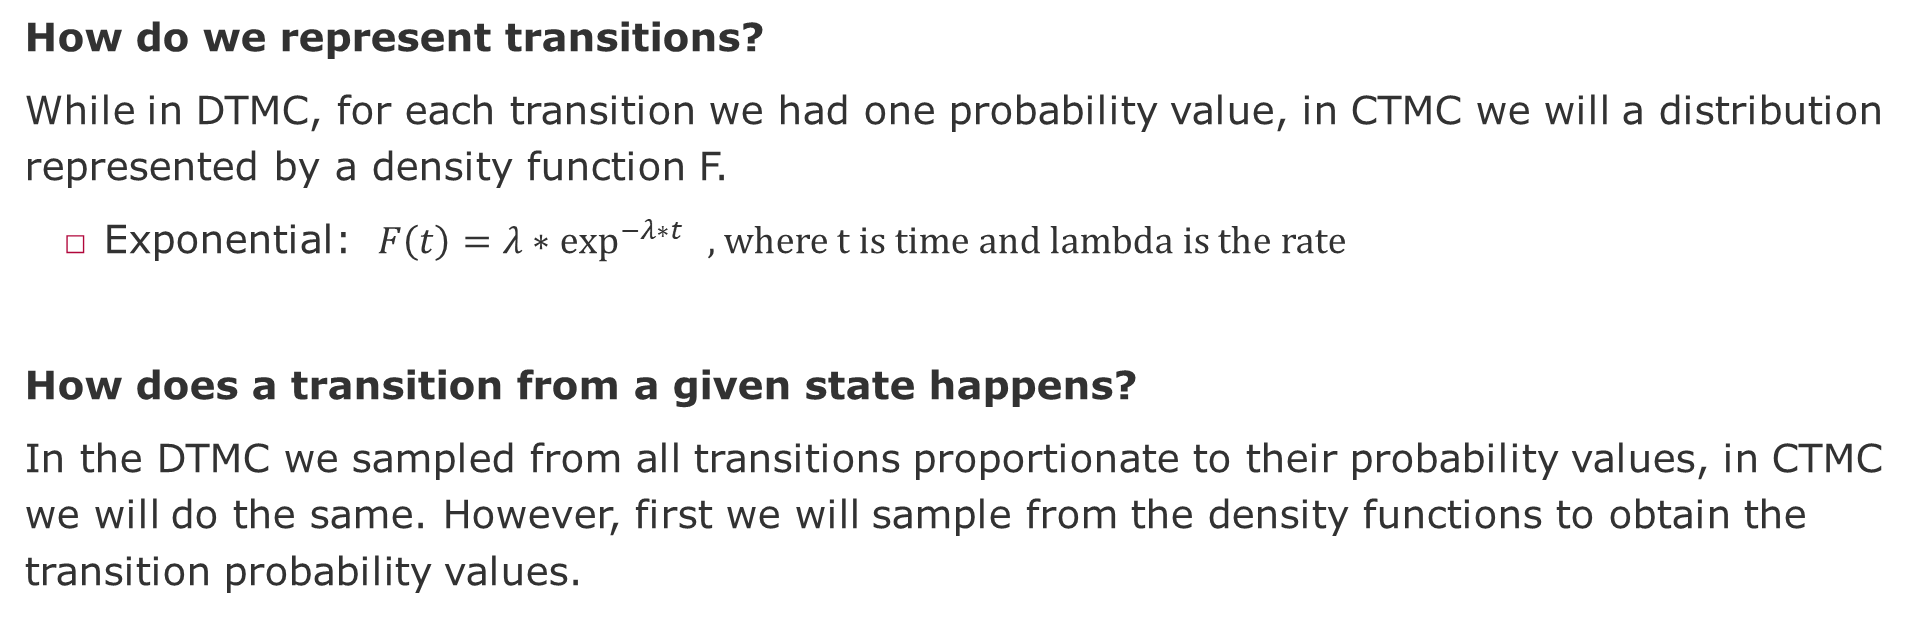 How do we represent transitions?
While in DTMC, for each transition we had one probability value, in CTMC we will a distribution
represented by a density function F.
□ Exponential: F(t) = λ ∗ exp^{−λ∗t} , where t is time and lambda is the rate
How does a transition from a given state happens?
In the DTMC we sampled from all transitions proportionate to their probability values, in CTMC
we will do the same. However, first we will sample from the density functions to obtain the
transition probability values.